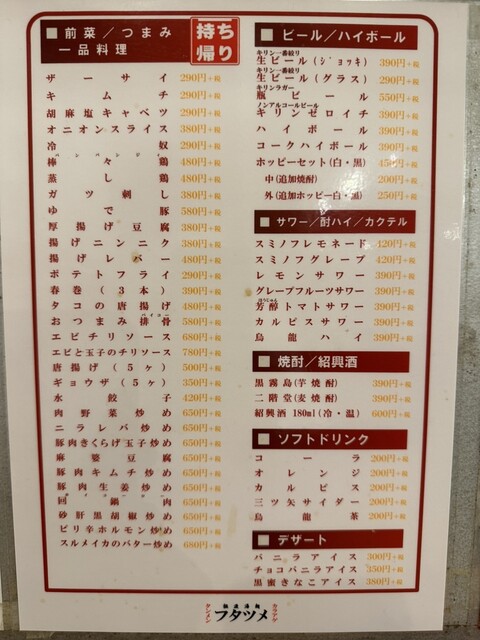 ■前菜／つまみ
一品料理
持ち
帰り
ザーサイ 290円+税
キムチ 290円+税
胡麻塩キャベツ 290円+税
オニオンスライス 380円+税
冷奴 290円+税
バンバンジー
棒々鶏 480円+税
蒸し鶏 480円+税
ガツ刺し 380円+税
ゆで豚 580円+税
厚揚げ豆腐 380円+税
揚げニンニク 380円+税
揚げレバー 480円+税
ポテトフライ 290円+税
春巻（3本） 390円+税
タコの唐揚げ 480円+税
パイコー
おつまみ排骨 580円+税
エビチリソース 680円+税
エビと玉子のチリソース 780円+税
唐揚げ（5ヶ） 500円+税
ギョウザ（5ヶ） 350円+税
水餃子 420円+税
肉野菜炒め 650円+税
ニラレバ炒め 650円+税
豚肉きくらげ玉子炒め 650円+税
麻婆豆腐 650円+税
豚肉キムチ炒め 650円+税
豚肉生姜炒め 650円+税
回鍋肉 650円+税
砂肝黒胡椒炒め 650円+税
ピリ辛ホルモン炒め 650円+税
スルメイカのバター炒め 680円+税
■ビール／ハイボール
キリン一番搾り
生ビール(ジョッキ) 390円+税
キリン一番搾り
生ビール(グラス) 290円+税
キリンラガー
瓶ビール 550円+税
ノンアルコールビール
キリンゼロイチ 390円+税
ハイボール 390円+税
コークハイボール 390円+税
ホッピーセット(白・黒) 450円+税
中(追加焼酎) 200円+税
外(追加ホッピー白・黒) 250円+税
■サワー／酎ハイ／カクテル
スミノフレモネード 420円+税
スミノフグレープ 420円+税
レモンサワー 390円+税
グレープフルーツサワー 390円+税
ほうじゅん
芳醇トマトサワー 390円+税
カルピスサワー 390円+税
烏龍ハイ 390円+税
■焼酎／紹興酒
黒霧島(芋焼酎) 390円+税
二階堂(麦焼酎) 390円+税
紹興酒 180ml(冷・温) 600円+税
■ソフトドリンク
コーラ 200円+税
オレンジ 200円+税
カルピス 200円+税
三ツ矢サイダー 200円+税
烏龍茶 200円+税
■デザート
バニラアイス 300円+税
チョコバニラアイス 350円+税
黒蜜きなこアイス 380円+税
タンメン
フタツメ
カラアゲ